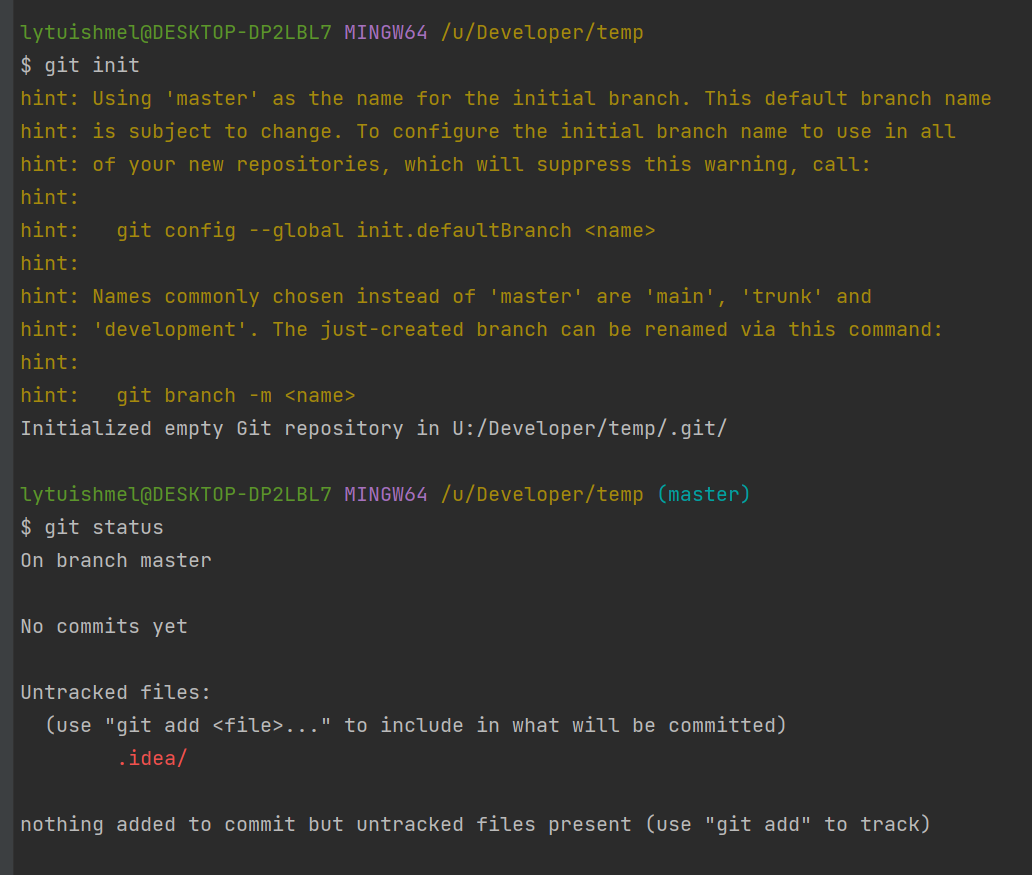 lytuishmel@DESKTOP-DP2LBL7 MINGW64 /u/Developer/temp
$ git init
hint: Using 'master' as the name for the initial branch. This default branch name
hint: is subject to change. To configure the initial branch name to use in all
hint: of your new repositories, which will suppress this warning, call:
hint:
hint:   git config --global init.defaultBranch <name>
hint:
hint: Names commonly chosen instead of 'master' are 'main', 'trunk' and
hint: 'development'. The just-created branch can be renamed via this command:
hint:
hint:   git branch -m <name>
Initialized empty Git repository in U:/Developer/temp/.git/

lytuishmel@DESKTOP-DP2LBL7 MINGW64 /u/Developer/temp (master)
$ git status
On branch master

No commits yet

Untracked files:
  (use "git add <file>..." to include in what will be committed)
        .idea/

nothing added to commit but untracked files present (use "git add" to track)